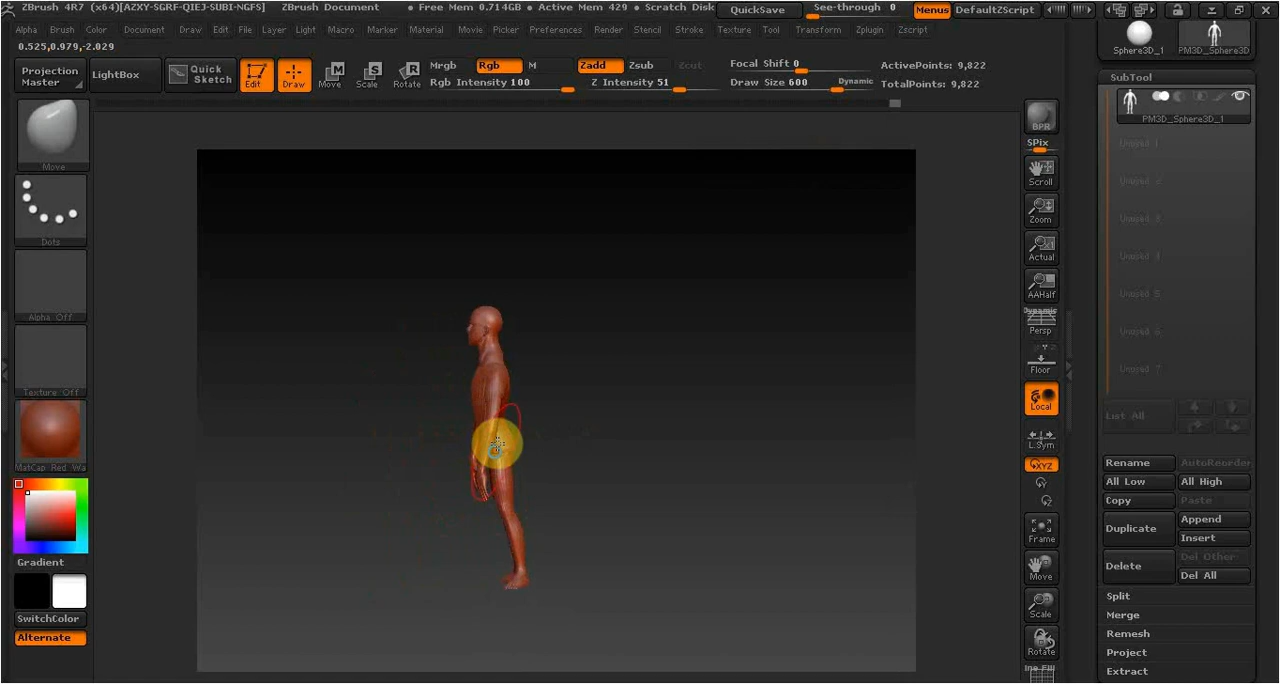 ZBrush 4R7 (x64)[AZXY-SGRF-QIEJ-SUBI-NGFS] ZBrush Document • Free Mem 0.714GB • Active Mem 429 • Scratch Disk QuickSave See-through 0 Menus DefaultZScript
Alpha Brush Color Document Draw Edit File Layer Light Macro Marker Material Movie Picker Preferences Render Stencil Stroke Texture Tool Transform Zplugin Zscript
0.525,0.979,-2.029
Projection Master
LightBox
Quick Sketch
Edit
Draw
Move
Scale
Rotate
Mrgb Rgb M
Rgb Intensity 100
Zadd Zsub Zcut
Z Intensity 51
Focal Shift 0
Draw Size 600 Dynamic
ActivePoints: 9,822
TotalPoints: 9,822
Move
Dots
Alpha Off
Texture Off
MatCap Red Wa
Gradient
SwitchColor
Alternate
BPR
SPix
Scroll
Zoom
Actual
AAHalf
Dynamic
Persp
Floor
Local
L.Sym
XYZ
Frame
Move
Scale
Rotate
Line Fill
Sphere3D_1 PM3D_Sphere3D
SubTool
PM3D_Sphere3D_1
Unused 1
Unused 2
Unused 3
Unused 4
Unused 5
Unused 6
Unused 7
List All
Rename AutoReorder
All Low All High
Copy Paste
Duplicate Append
Insert
Delete Del Other
Del All
Split
Merge
Remesh
Project
Extract